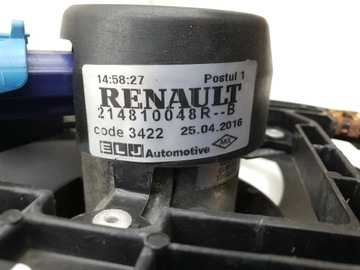 14:58:27 Postul 1
RENAULT
214810048R--B
code 3422 25.04.2016
ELJ Automotive